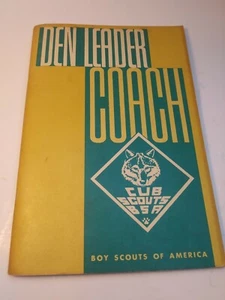 DEN LEADER
COACH
CUB
SCOUTS
BSA
BOY SCOUTS OF AMERICA